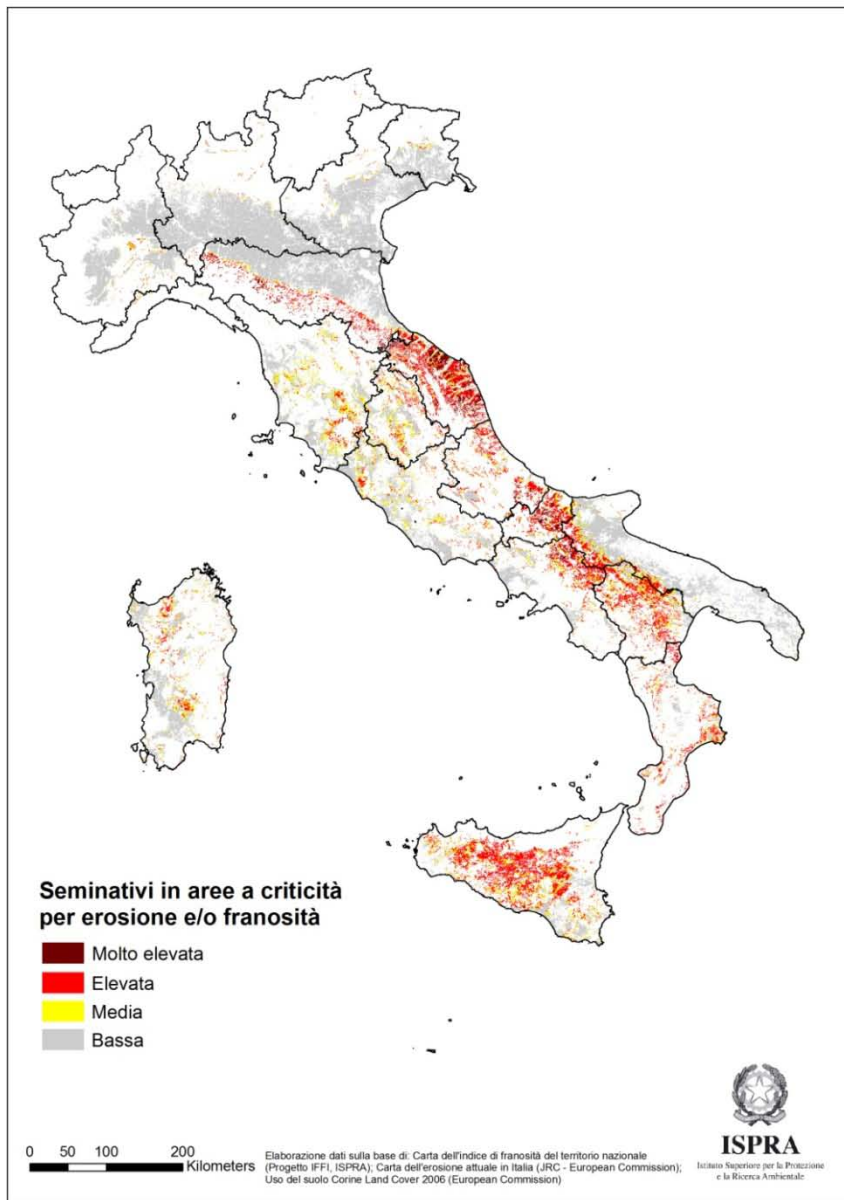 Seminativi in aree a criticità
per erosione e/o franosità
Molto elevata
Elevata
Media
Bassa
0 50 100 200
Kilometers
Elaborazione dati sulla base di: Carta dell'indice di franosità del territorio nazionale
(Progetto IFFI, ISPRA); Carta dell'erosione attuale in Italia (JRC - European Commission);
Uso del suolo Corine Land Cover 2006 (European Commission)
ISPRA
Istituto Superiore per la Protezione
e la Ricerca Ambientale